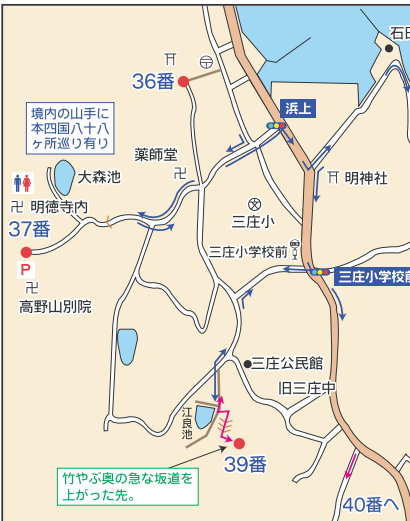 石田
36番
浜上
境内の山手に
本四国八十八
ヶ所巡り有り
薬師堂
大森池
明神社
明徳寺内
37番
三庄小
三庄小学校前
P
三庄小学校前
高野山別院
三庄公民館
旧三庄中
江良池
39番
竹やぶ奥の急な坂道を
上がった先。
40番へ